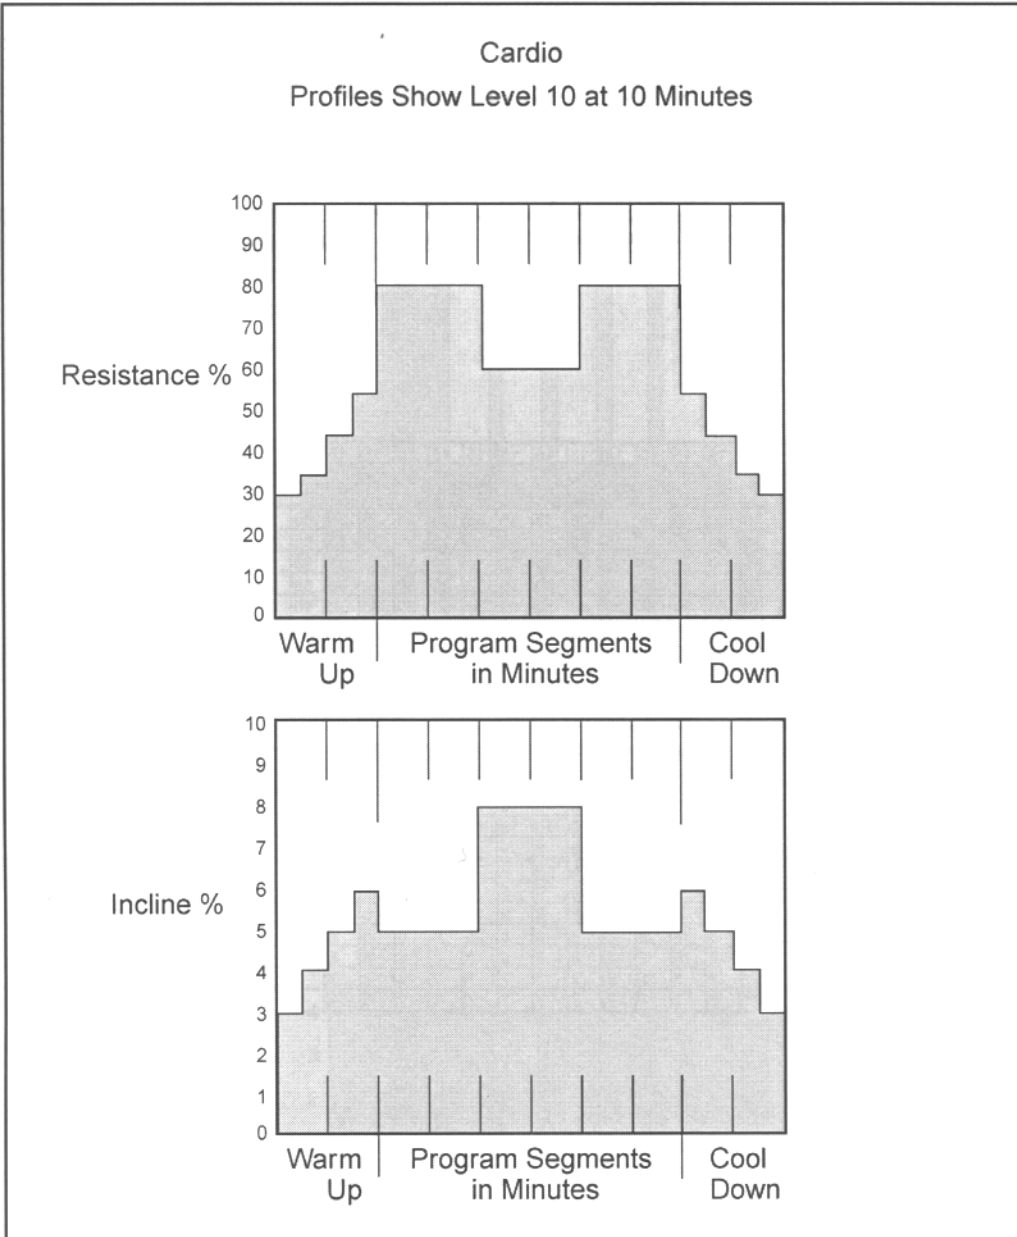 Cardio
Profiles Show Level 10 at 10 Minutes
100
90
80
70
60
Resistance %
50
40
30
20
10
0
Warm Up
Program Segments in Minutes
Cool Down
10
9
8
7
6
Incline %
5
4
3
2
1
0
Warm Up
Program Segments in Minutes
Cool Down